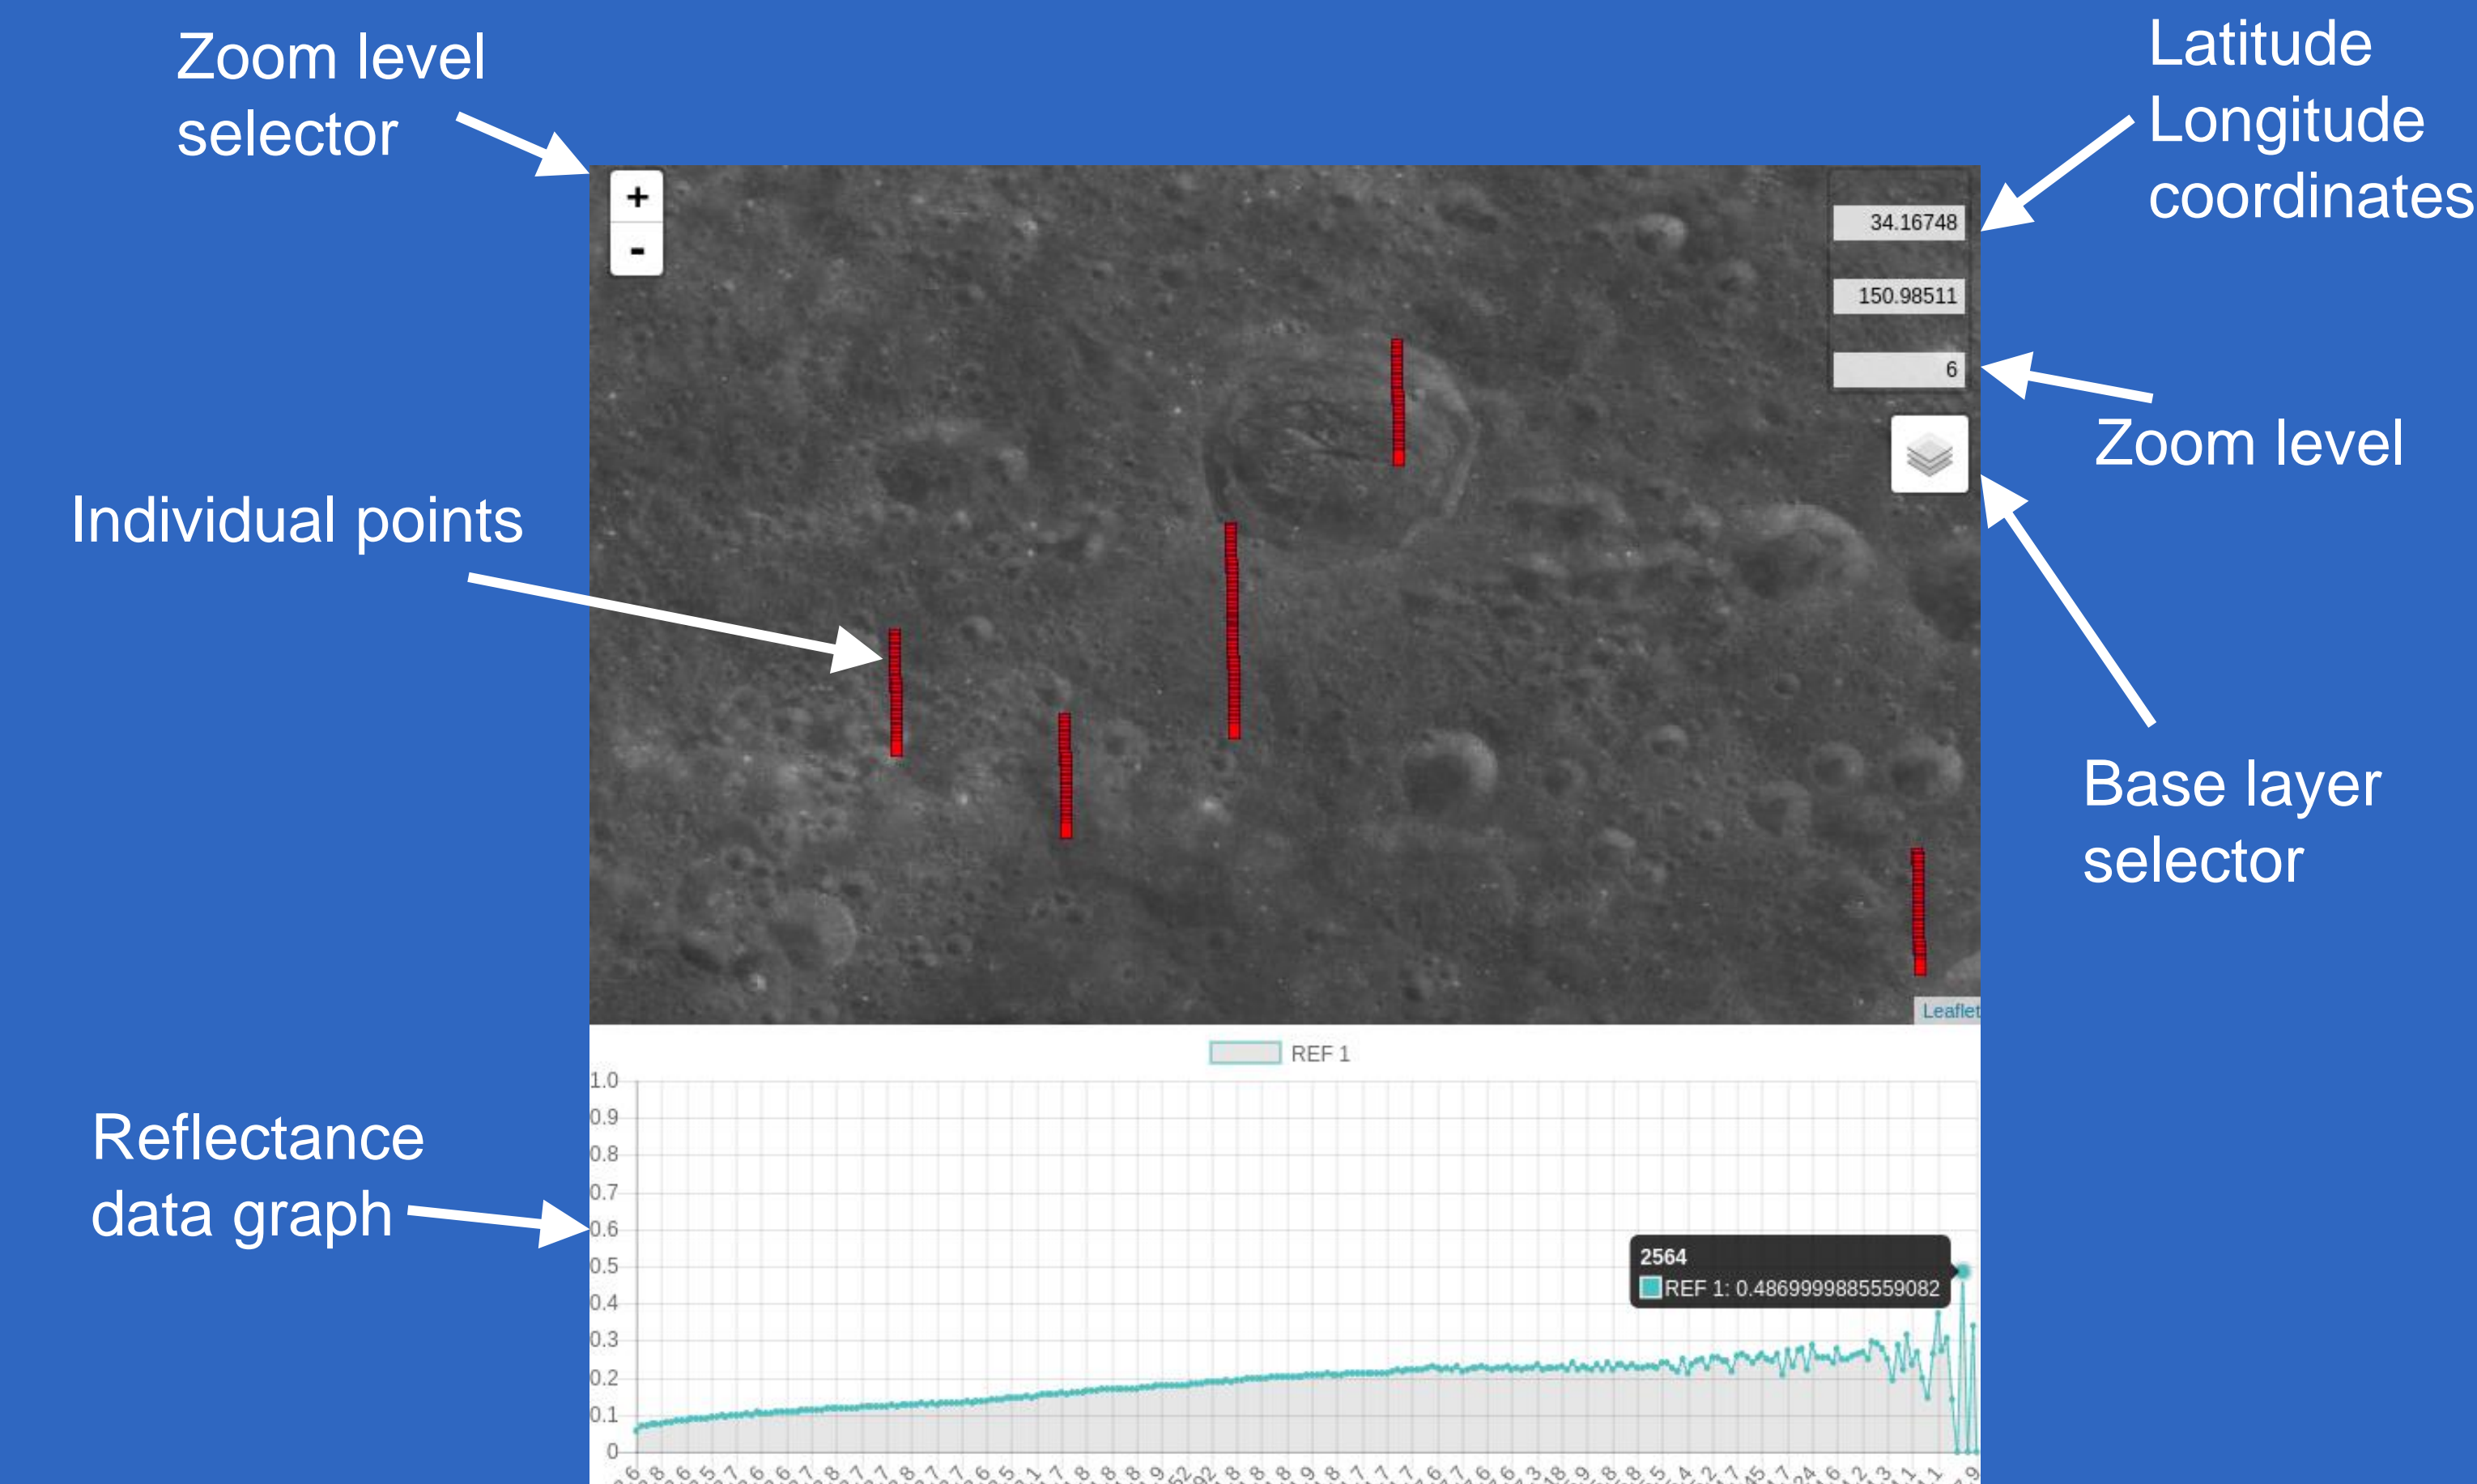 Zoom level
selector
Latitude
Longitude
coordinates
+
-
34.16748
150.98511
6
Zoom level
Individual points
Base layer
selector
Leaflet
REF 1
Reflectance
data graph
1.0
0.9
0.8
0.7
0.6
0.5
0.4
0.3
0.2
0.1
0
2564
REF 1: 0.4869999885559082